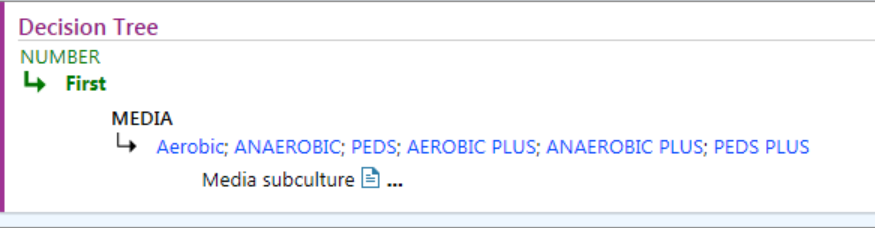 Decision Tree
NUMBER
First
MEDIA
Aerobic; ANAEROBIC; PEDS; AEROBIC PLUS; ANAEROBIC PLUS; PEDS PLUS
Media subculture ...